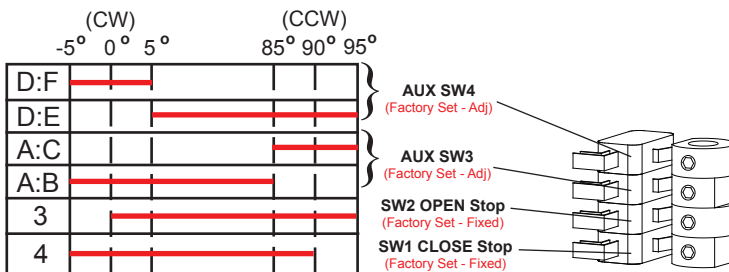 (CW) (CCW)
-5° 0° 5° 85° 90° 95°
D:F
D:E
A:C
A:B
3
4
AUX SW4
(Factory Set - Adj)
AUX SW3
(Factory Set - Adj)
SW2 OPEN Stop
(Factory Set - Fixed)
SW1 CLOSE Stop
(Factory Set - Fixed)